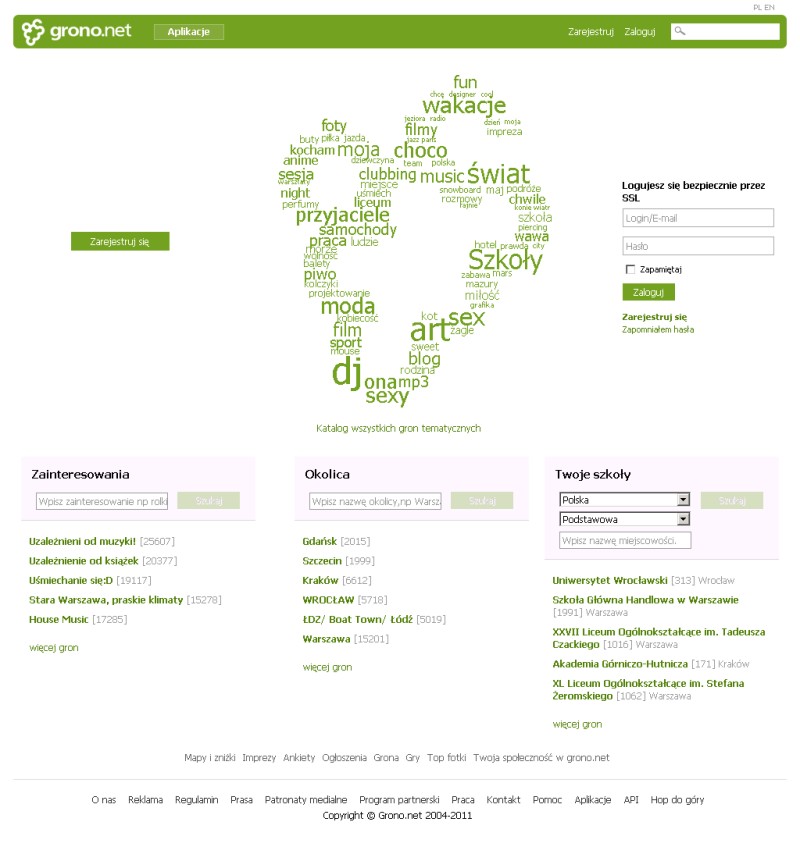 PL EN
grono.net
Aplikacje
Zarejestruj Zaloguj
fun
chcę designer cool
wakacje
jeziora radio
foty filmy dzień moja
impreza
buty piłka jazda jazz paris
kocham moja choco
anime dziewczyna team polska
sesja clubbing music świat
warsztaty miejsce
night uśmiech snowboard maj podróże
perfumy liceum rozmowy chwile
fajnie konie wiatr
przyjaciele szkoła
samochody piercing
praca ludzie wawa
morze hotel prawda city
wolność Szkoły
balety
piwo zabawa mars
kolczyki mazury
projektowanie miłość
moda grafika
kobiecość kot sex
film art żagle
sport sweet
mouse blog
dj rodzina
ona mp3
sexy
Zarejestruj się
Logujesz się bezpiecznie przez
SSL
Login/E-mail
Hasło
Zapamiętaj
Zaloguj
Zarejestruj się
Zapomniałem hasła
Katalog wszystkich gron tematycznych
Zainteresowania
Wpisz zainteresowanie np rolki Szukaj
Uzależnieni od muzyki! [25607]
Uzależnienie od książek [20377]
Uśmiechanie się:D [19117]
Stara Warszawa, praskie klimaty [15278]
House Music [17285]
więcej gron
Okolica
Wpisz nazwę okolicy,np Warsza Szukaj
Gdańsk [2015]
Szczecin [1999]
Kraków [6612]
WROCŁAW [5718]
ŁDZ/ Boat Town/ Łódź [5019]
Warszawa [15201]
więcej gron
Twoje szkoły
Polska Szukaj
Podstawowa
Wpisz nazwę miejscowości.
Uniwersytet Wrocławski [313] Wrocław
Szkoła Główna Handlowa w Warszawie
[1991] Warszawa
XXVII Liceum Ogólnokształcące im. Tadeusza
Czackiego [1016] Warszawa
Akademia Górniczo-Hutnicza [171] Kraków
XL Liceum Ogólnokształcące im. Stefana
Żeromskiego [1062] Warszawa
więcej gron
Mapy i zniżki Imprezy Ankiety Ogłoszenia Grona Gry Top fotki Twoja społeczność w grono.net
O nas Reklama Regulamin Prasa Patronaty medialne Program partnerski Praca Kontakt Pomoc Aplikacje API Hop do góry
Copyright © Grono.net 2004-2011